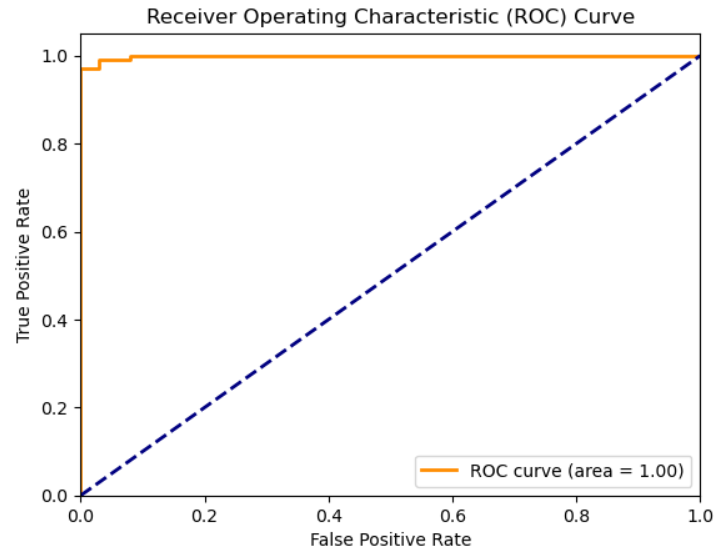 Receiver Operating Characteristic (ROC) Curve
1.0
0.8
0.6
0.4
0.2
0.0
True Positive Rate
0.0 0.2 0.4 0.6 0.8 1.0
False Positive Rate
ROC curve (area = 1.00)